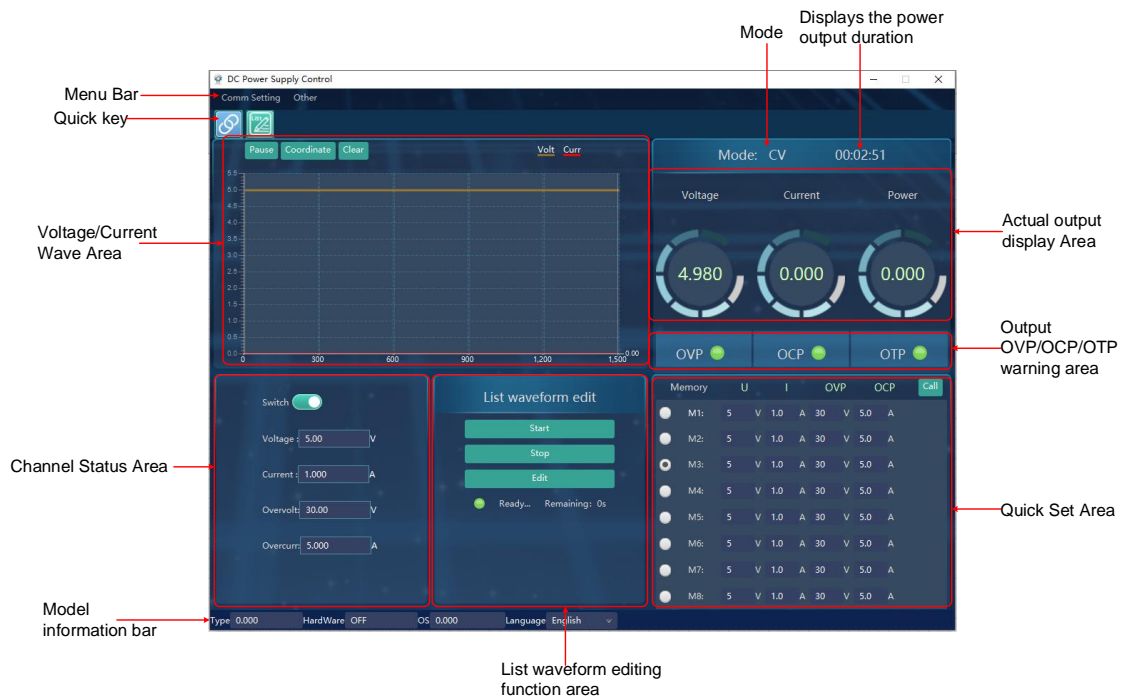 Displays the power
output duration
Mode
DC Power Supply Control
Menu Bar
Comm Setting Other
Quick key
List
Pause Coordinate Clear
Volt Curr
Mode: CV 00:02:51
5.5
5.0
4.5
4.0
3.5
3.0
2.5
2.0
1.5
1.0
0.5
0.0
0 300 600 900 1,200 1,500
0.00
Voltage/Current
Wave Area
Voltage Current Power
4.980 0.000 0.000
Actual output
display Area
OVP OCP OTP
Output
OVP/OCP/OTP
warning area
Switch
Voltage : 5.00 V
Current : 1.000 A
Overvolt: 30.00 V
Overcurr: 5.000 A
Channel Status Area
List waveform edit
Start
Stop
Edit
Ready... Remaining: 0s
Memory U I OVP OCP Call
M1: 5 V 1.0 A 30 V 5.0 A
M2: 5 V 1.0 A 30 V 5.0 A
M3: 5 V 1.0 A 30 V 5.0 A
M4: 5 V 1.0 A 30 V 5.0 A
M5: 5 V 1.0 A 30 V 5.0 A
M6: 5 V 1.0 A 30 V 5.0 A
M7: 5 V 1.0 A 30 V 5.0 A
M8: 5 V 1.0 A 30 V 5.0 A
Quick Set Area
Model
information bar
Type 0.000 HardWare OFF OS 0.000 Language English
List waveform editing
function area